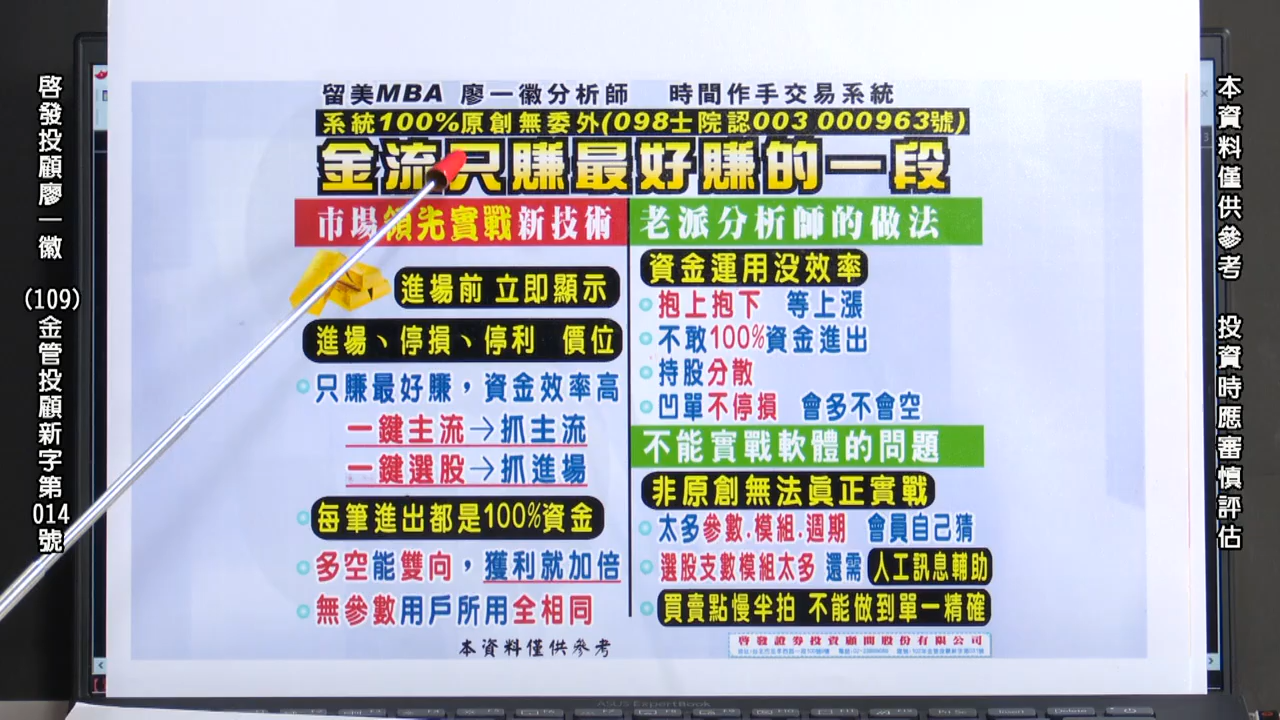 啓發投顧廖一徽 (109)金管投顧新字第014號
留美MBA 廖一徽分析師 時間作手交易系統
系統100%原創無委外(098士院認003 000963號)
金流只賺最好賺的一段
市場領先實戰新技術
進場前 立即顯示
進場、停損、停利 價位
只賺最好賺，資金效率高
一鍵主流→抓主流
一鍵選股→抓進場
每筆進出都是100%資金
多空能雙向，獲利就加倍
無參數用戶所用全相同
老派分析師的做法
資金運用没效率
抱上抱下 等上漲
不敢100%資金進出
持股分散
凹單不停損 會多不會空
不能實戰軟體的問題
非原創無法真正實戰
太多參數.模組.週期 會員自己猜
選股支數模組太多 還需人工訊息輔助
買賣點慢半拍 不能做到單一精確
本資料僅供參考
啓發證券投資顧問股份有限公司
ASUS ExpertBook
本資料僅供參考 投資時應審慎評估